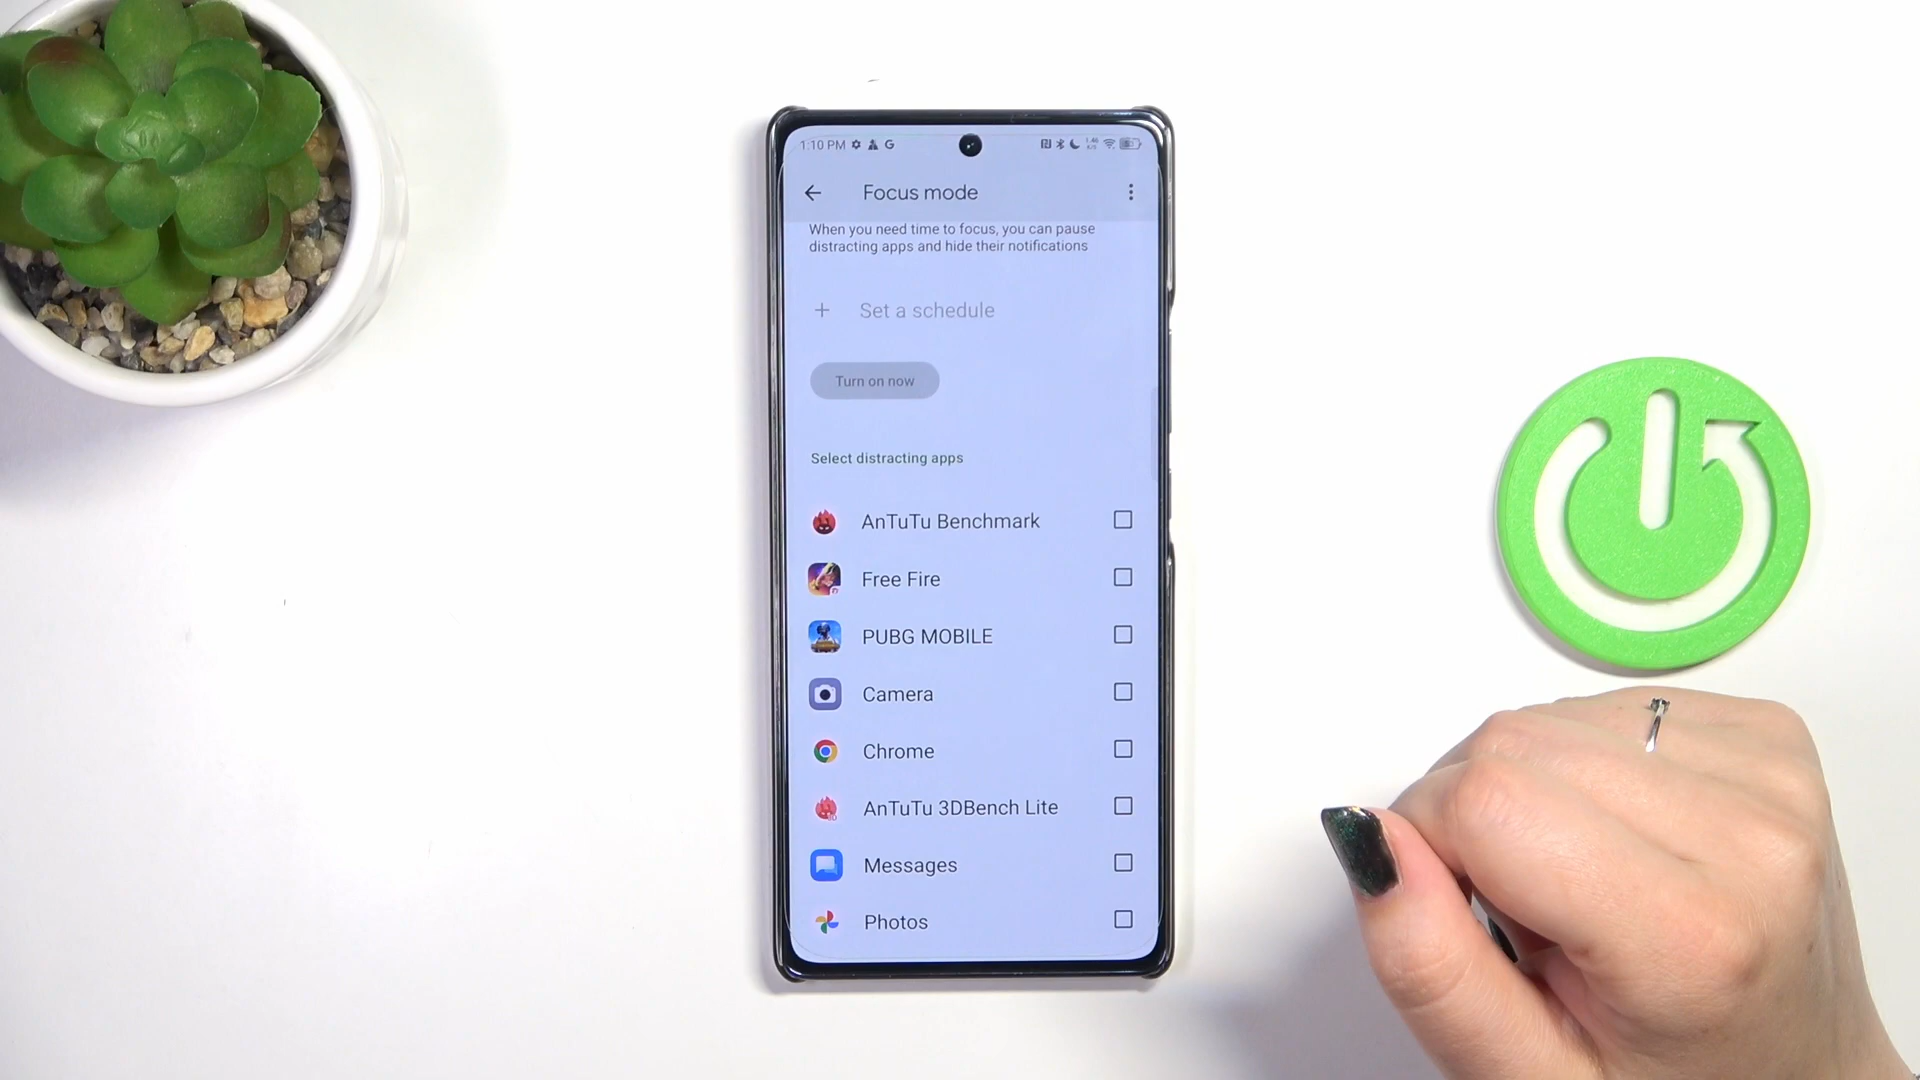 1:10 PM
Focus mode
When you need time to focus, you can pause
distracting apps and hide their notifications
+ Set a schedule
Turn on now
Select distracting apps
AnTuTu Benchmark
Free Fire
PUBG MOBILE
Camera
Chrome
AnTuTu 3DBench Lite
Messages
Photos